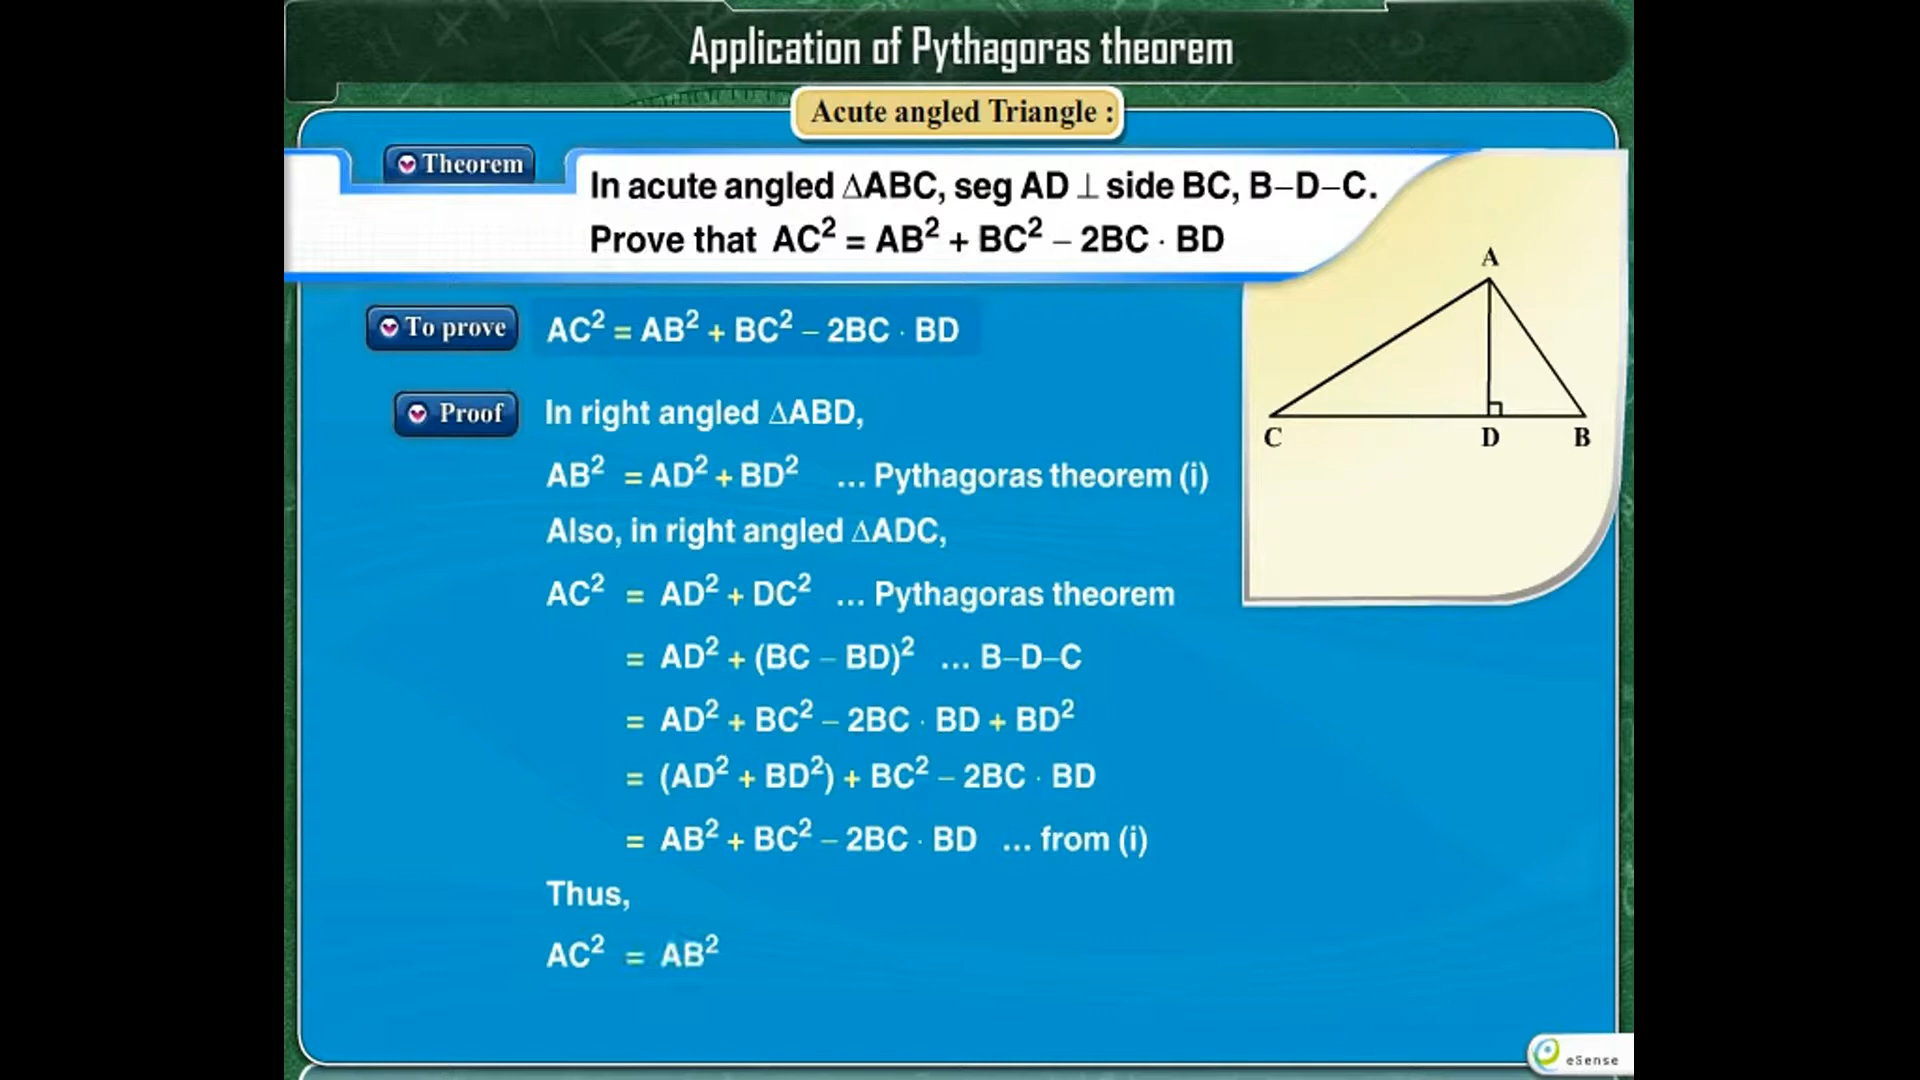 Application of Pythagoras theorem
Acute angled Triangle :
Theorem
In acute angled ∆ABC, seg AD ⊥ side BC, B–D–C.
Prove that AC² = AB² + BC² – 2BC · BD
To prove AC² = AB² + BC² – 2BC · BD
Proof In right angled ∆ABD,
AB² = AD² + BD² ... Pythagoras theorem (i)
Also, in right angled ∆ADC,
AC² = AD² + DC² ... Pythagoras theorem
= AD² + (BC – BD)² ... B–D–C
= AD² + BC² – 2BC · BD + BD²
= (AD² + BD²) + BC² – 2BC · BD
= AB² + BC² – 2BC · BD ... from (i)
Thus,
AC² = AB²
A
C D B
eSense